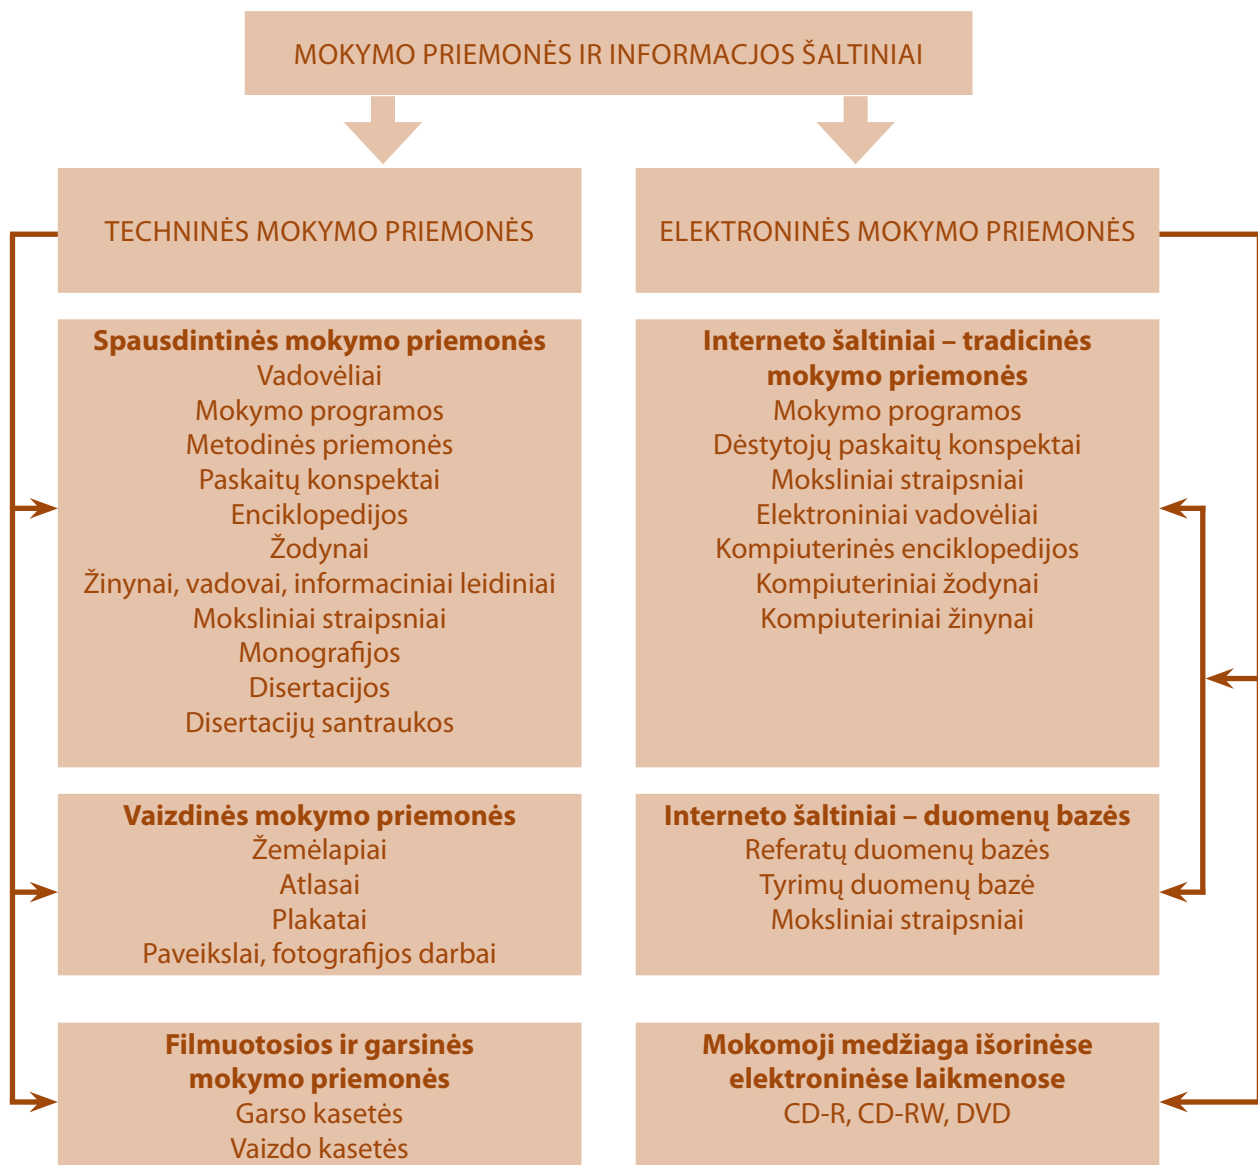 MOKYMO PRIEMONĖS IR INFORMACJOS ŠALTINIAI
TECHNINĖS MOKYMO PRIEMONĖS
Spausdintinės mokymo priemonės
Vadovėliai
Mokymo programos
Metodinės priemonės
Paskaitų konspektai
Enciklopedijos
Žodynai
Žinynai, vadovai, informaciniai leidiniai
Moksliniai straipsniai
Monografijos
Disertacijos
Disertacijų santraukos
Vaizdinės mokymo priemonės
Žemėlapiai
Atlasai
Plakatai
Paveikslai, fotografijos darbai
Filmuotosios ir garsinės
mokymo priemonės
Garso kasetės
Vaizdo kasetės
ELEKTRONINĖS MOKYMO PRIEMONĖS
Interneto šaltiniai – tradicinės
mokymo priemonės
Mokymo programos
Dėstytojų paskaitų konspektai
Moksliniai straipsniai
Elektroniniai vadovėliai
Kompiuterinės enciklopedijos
Kompiuteriniai žodynai
Kompiuteriniai žinynai
Interneto šaltiniai – duomenų bazės
Referatų duomenų bazės
Tyrimų duomenų bazė
Moksliniai straipsniai
Mokomoji medžiaga išorinėse
elektroninėse laikmenose
CD-R, CD-RW, DVD